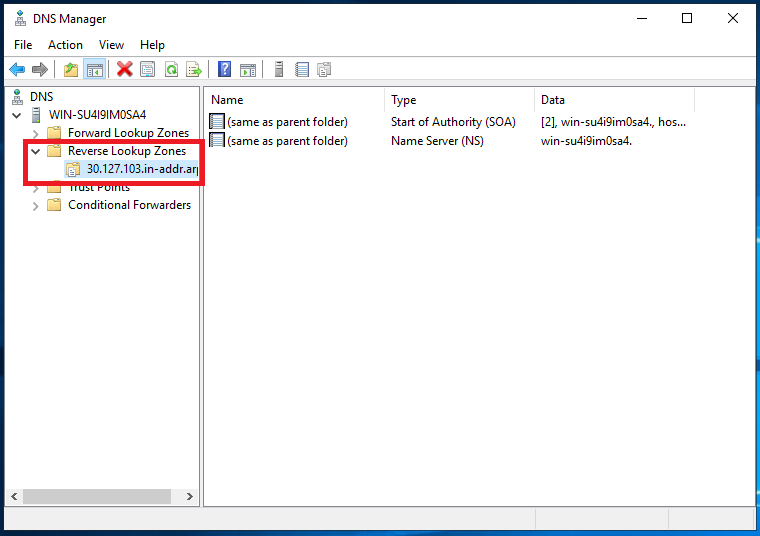 DNS Manager
File Action View Help
DNS
WIN-SU4I9IM0SA4
Forward Lookup Zones
Reverse Lookup Zones
30.127.103.in-addr.arp
Trust Points
Conditional Forwarders
Name Type Data
(same as parent folder) Start of Authority (SOA) [2], win-su4i9im0sa4., hos...
(same as parent folder) Name Server (NS) win-su4i9im0sa4.